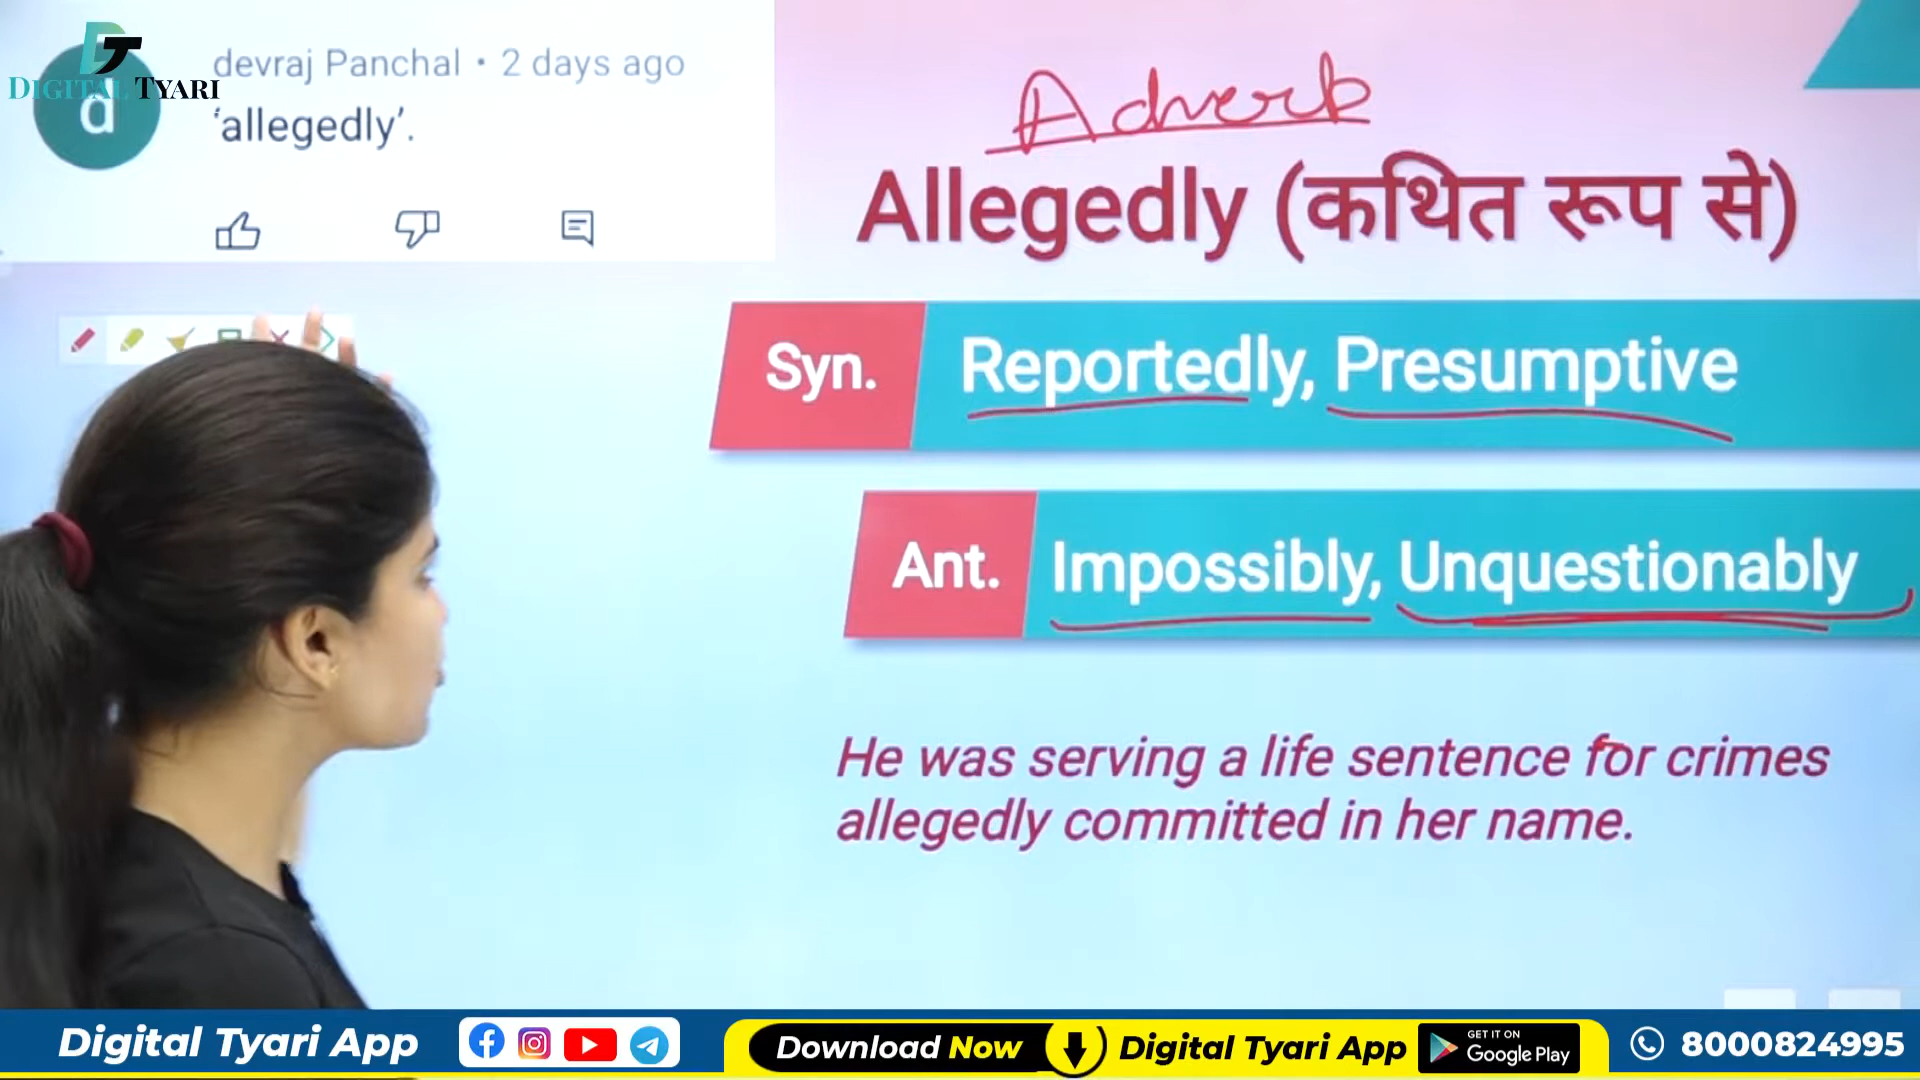 DIGITAL TYARI
d
devraj Panchal • 2 days ago
'allegedly'.
Adverb
Allegedly (कथित रूप से)
Syn. Reportedly, Presumptive
Ant. Impossibly, Unquestionably
He was serving a life sentence for crimes
allegedly committed in her name.
Digital Tyari App
Download Now
Digital Tyari App
GET IT ON
Google Play
8000824995